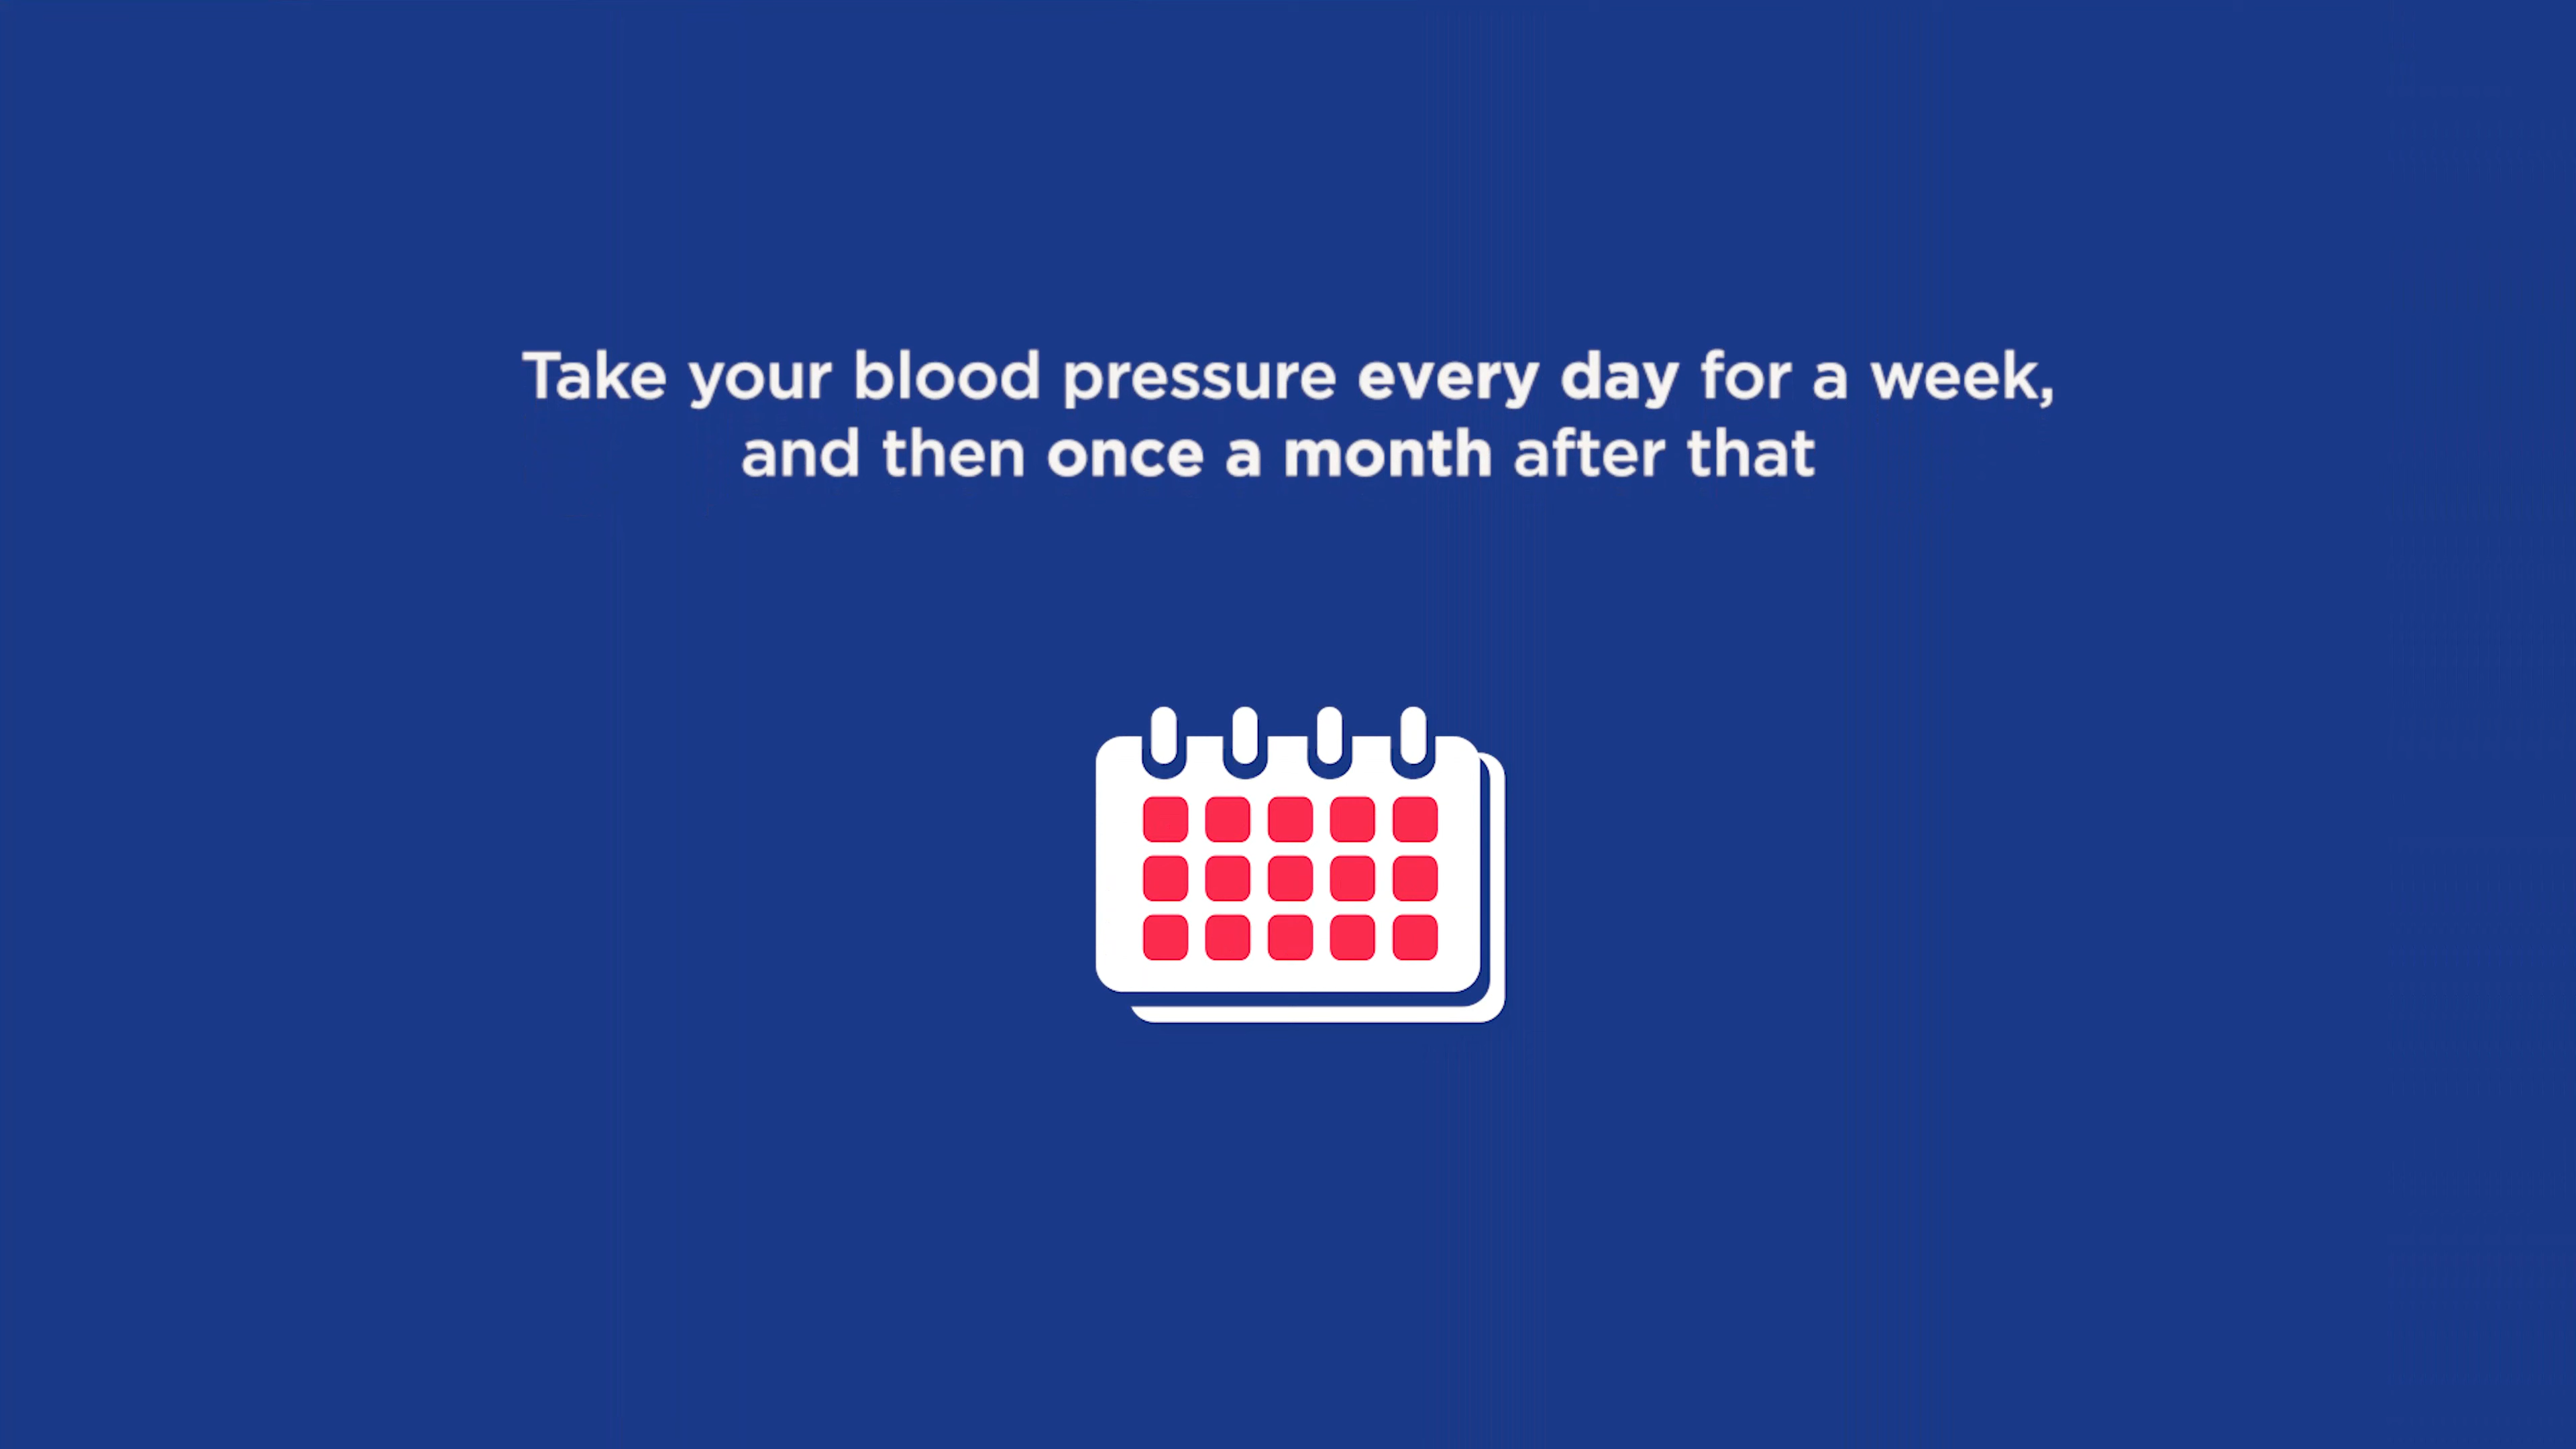 Take your blood pressure every day for a week,
and then once a month after that